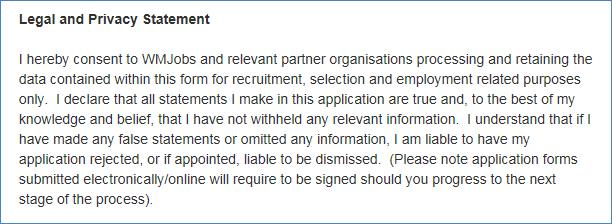 Legal and Privacy Statement
I hereby consent to WMJobs and relevant partner organisations processing and retaining the
data contained within this form for recruitment, selection and employment related purposes
only.  I declare that all statements I make in this application are true and, to the best of my
knowledge and belief, that I have not withheld any relevant information.  I understand that if I
have made any false statements or omitted any information, I am liable to have my
application rejected, or if appointed, liable to be dismissed.  (Please note application forms
submitted electronically/online will require to be signed should you progress to the next
stage of the process).